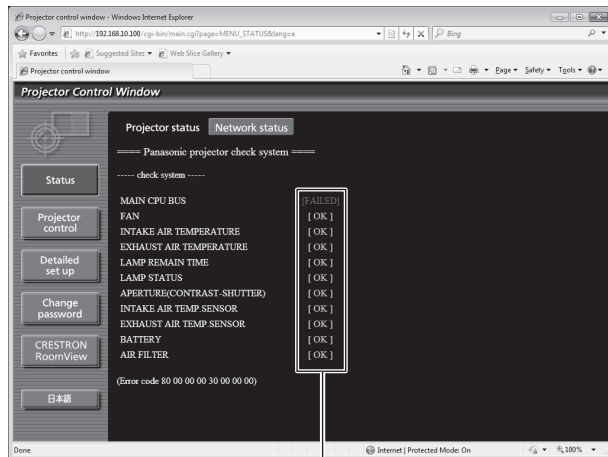 Projector control window - Windows Internet Explorer
http://192.168.10.100/cgi-bin/main.cgi?page=MENU_STATUS&lang=e
Bing
Favorites Suggested Sites Web Slice Gallery
Projector control window
Page Safety Tools
Projector Control Window
Projector status Network status
==== Panasonic projector check system ====
----- check system -----
MAIN CPU BUS [FAILED]
FAN [ OK ]
INTAKE AIR TEMPERATURE [ OK ]
EXHAUST AIR TEMPERATURE [ OK ]
LAMP REMAIN TIME [ OK ]
LAMP STATUS [ OK ]
APERTURE(CONTRAST-SHUTTER) [ OK ]
INTAKE AIR TEMP.SENSOR [ OK ]
EXHAUST AIR TEMP.SENSOR [ OK ]
BATTERY [ OK ]
AIR FILTER [ OK ]
(Error code 80 00 00 00 30 00 00 00)
Status
Projector
control
Detailed
set up
Change
password
CRESTRON
RoomView
日本語
Done
Internet | Protected Mode: On
100%